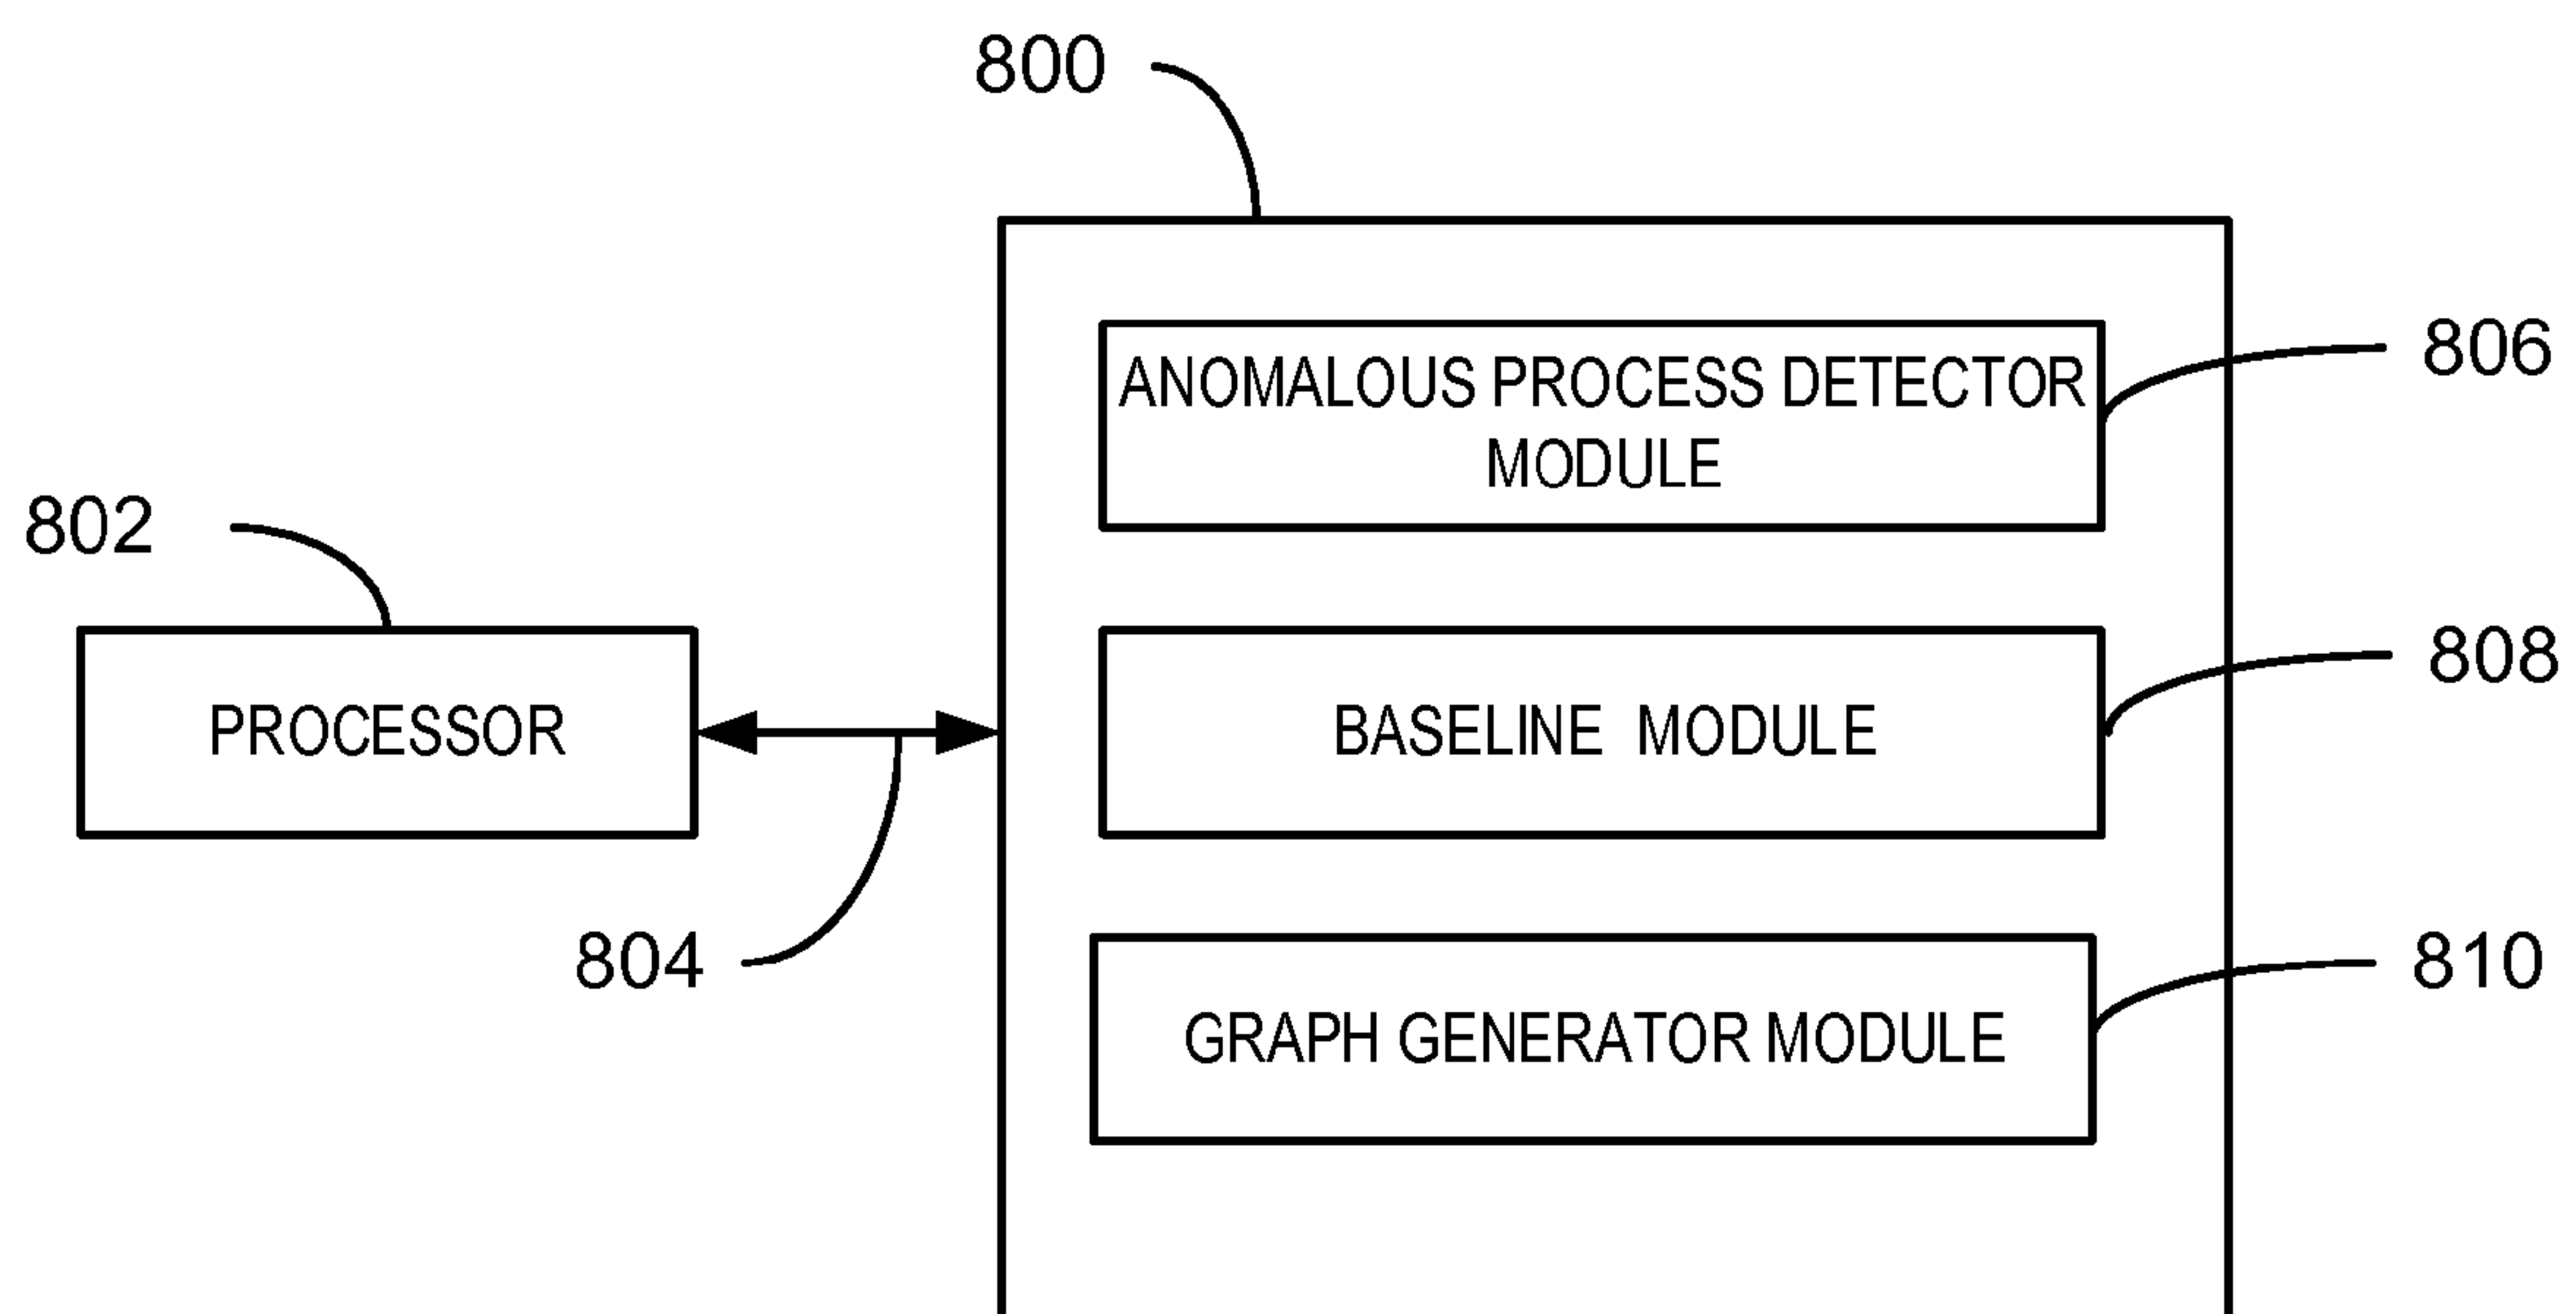 800
ANOMALOUS PROCESS DETECTOR
MODULE
806
802
PROCESSOR
804
BASELINE MODULE
808
GRAPH GENERATOR MODULE
810